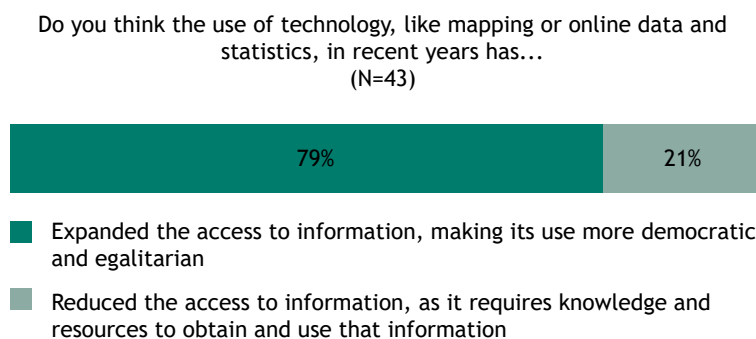 Do you think the use of technology, like mapping or online data and
statistics, in recent years has...
(N=43)
79%
21%
Expanded the access to information, making its use more democratic
and egalitarian
Reduced the access to information, as it requires knowledge and
resources to obtain and use that information